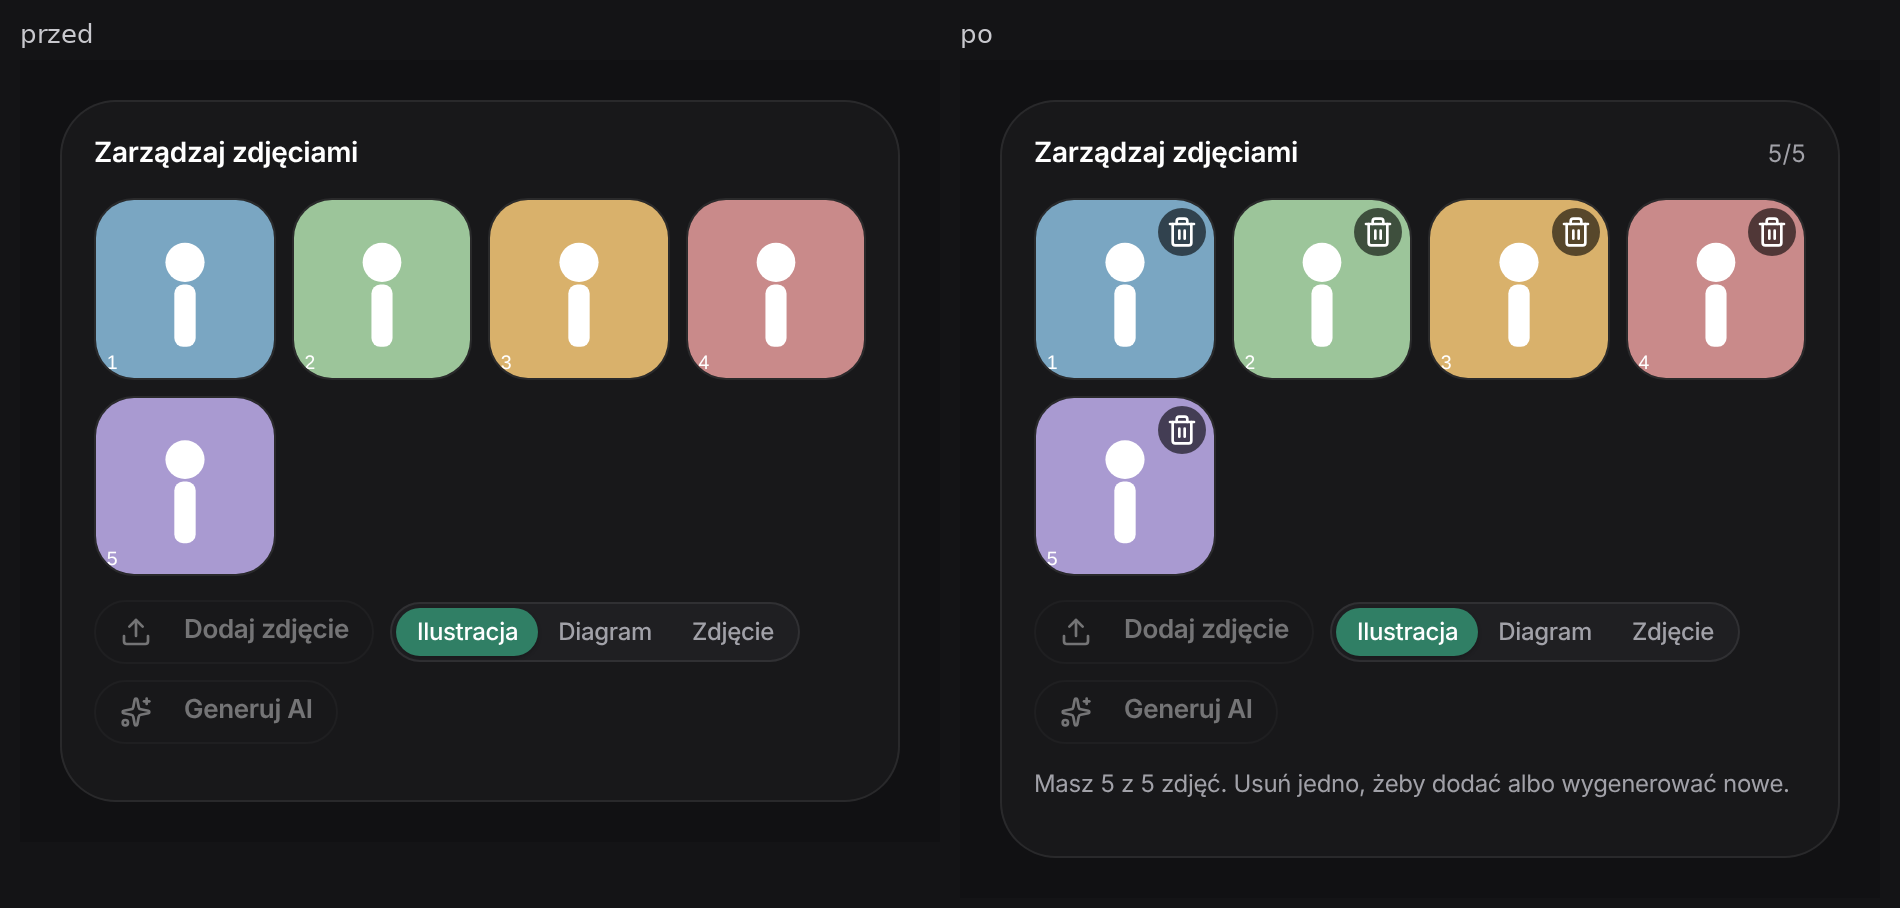 przed
Zarządzaj zdjęciami
1 2 3 4
5
Dodaj zdjęcie Ilustracja Diagram Zdjęcie
Generuj AI
po
Zarządzaj zdjęciami 5/5
1 2 3 4
5
Dodaj zdjęcie Ilustracja Diagram Zdjęcie
Generuj AI
Masz 5 z 5 zdjęć. Usuń jedno, żeby dodać albo wygenerować nowe.